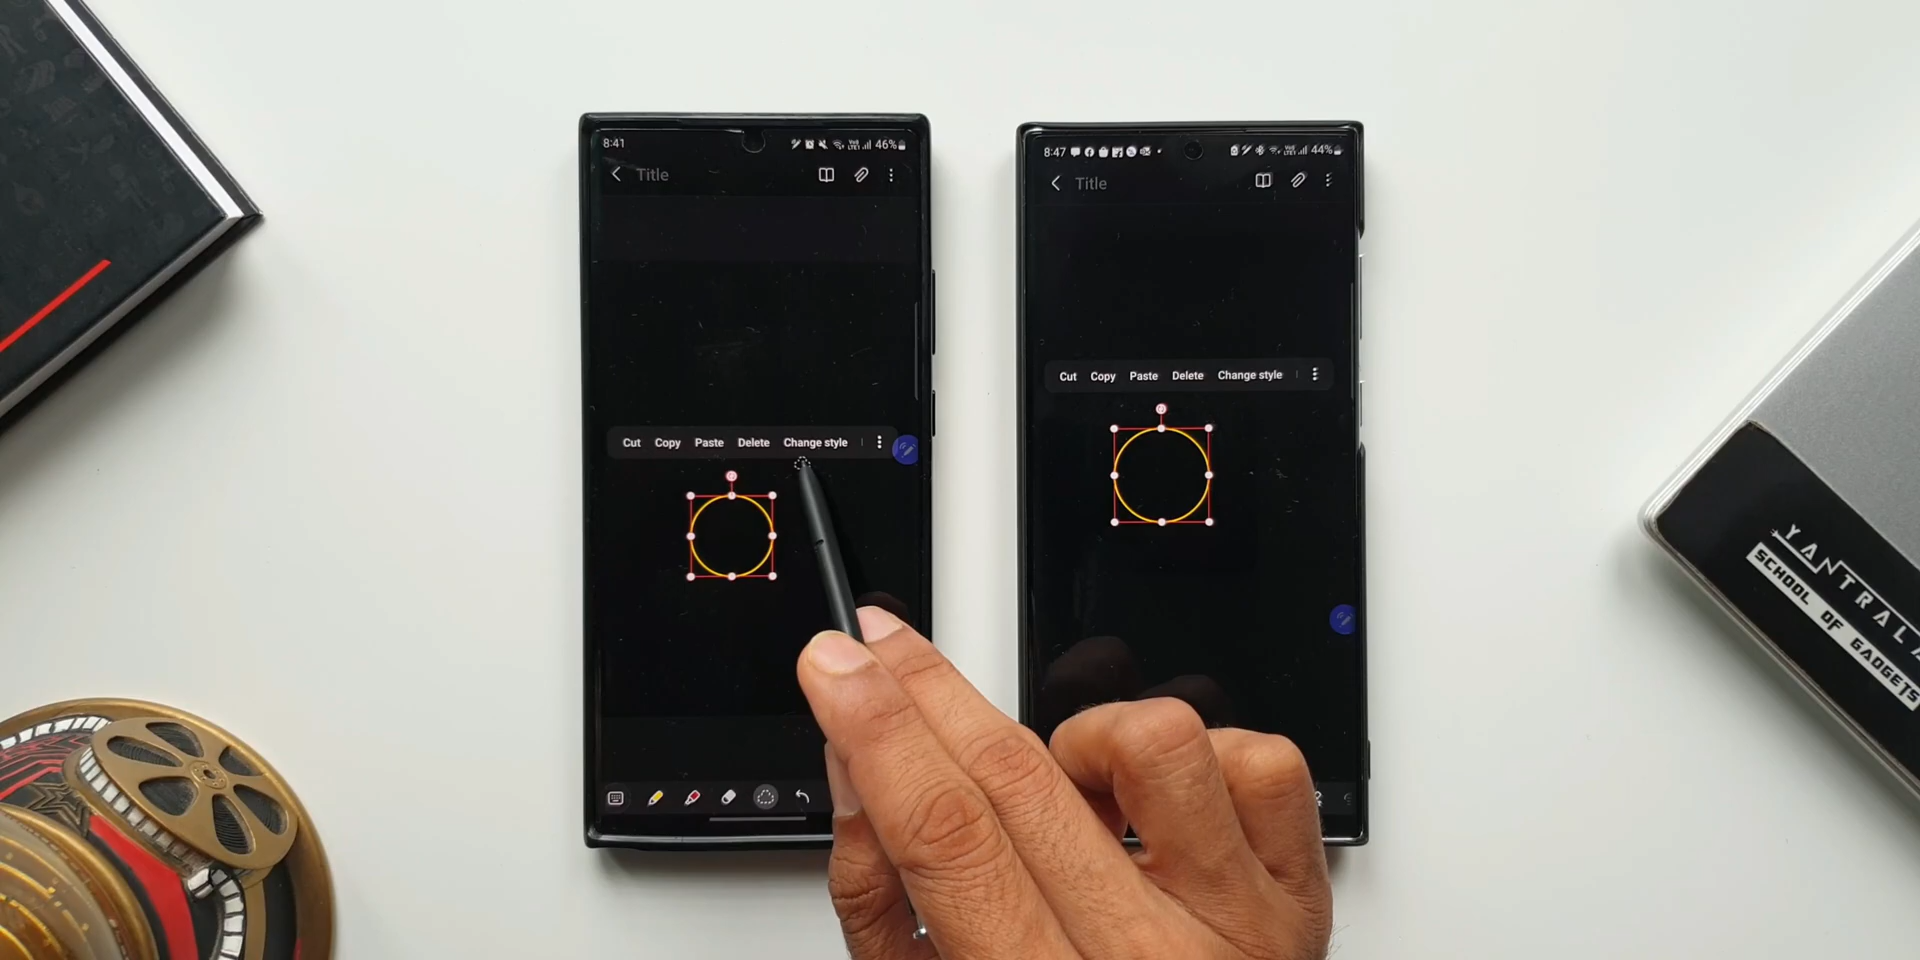 8:41
46%
Title
Cut Copy Paste Delete Change style
8:47
44%
Title
Cut Copy Paste Delete Change style
YANTRALA
SCHOOL OF GADGETS